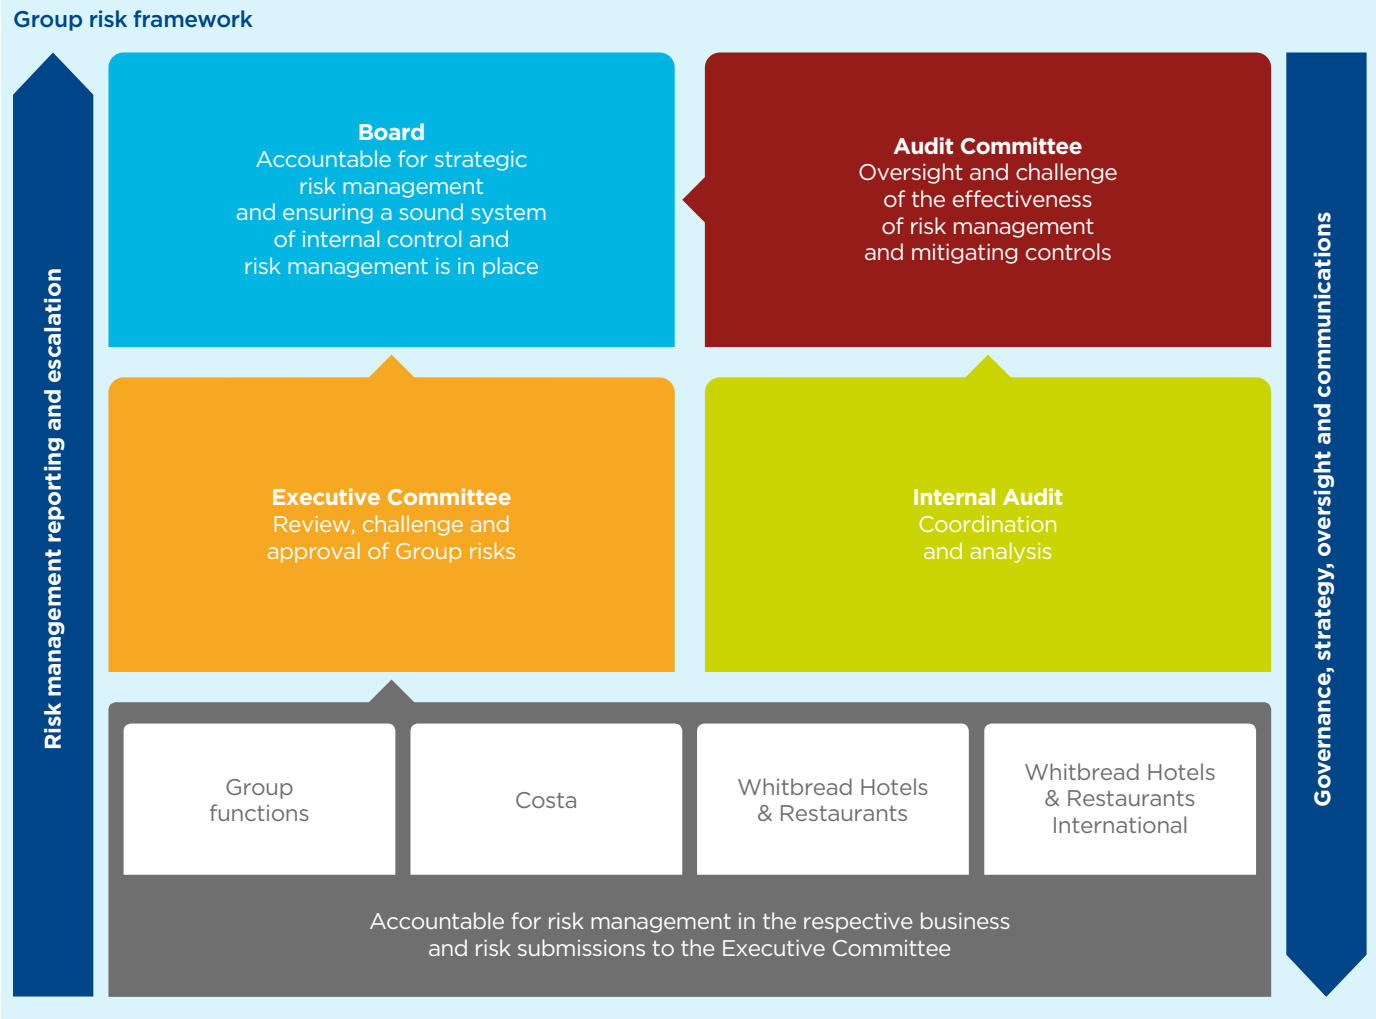 Group risk framework
Risk management reporting and escalation
Board
Accountable for strategic
risk management
and ensuring a sound system
of internal control and
risk management is in place
Audit Committee
Oversight and challenge
of the effectiveness
of risk management
and mitigating controls
Executive Committee
Review, challenge and
approval of Group risks
Internal Audit
Coordination
and analysis
Group
functions
Costa
Whitbread Hotels
& Restaurants
Whitbread Hotels
& Restaurants
International
Accountable for risk management in the respective business
and risk submissions to the Executive Committee
Governance, strategy, oversight and communications